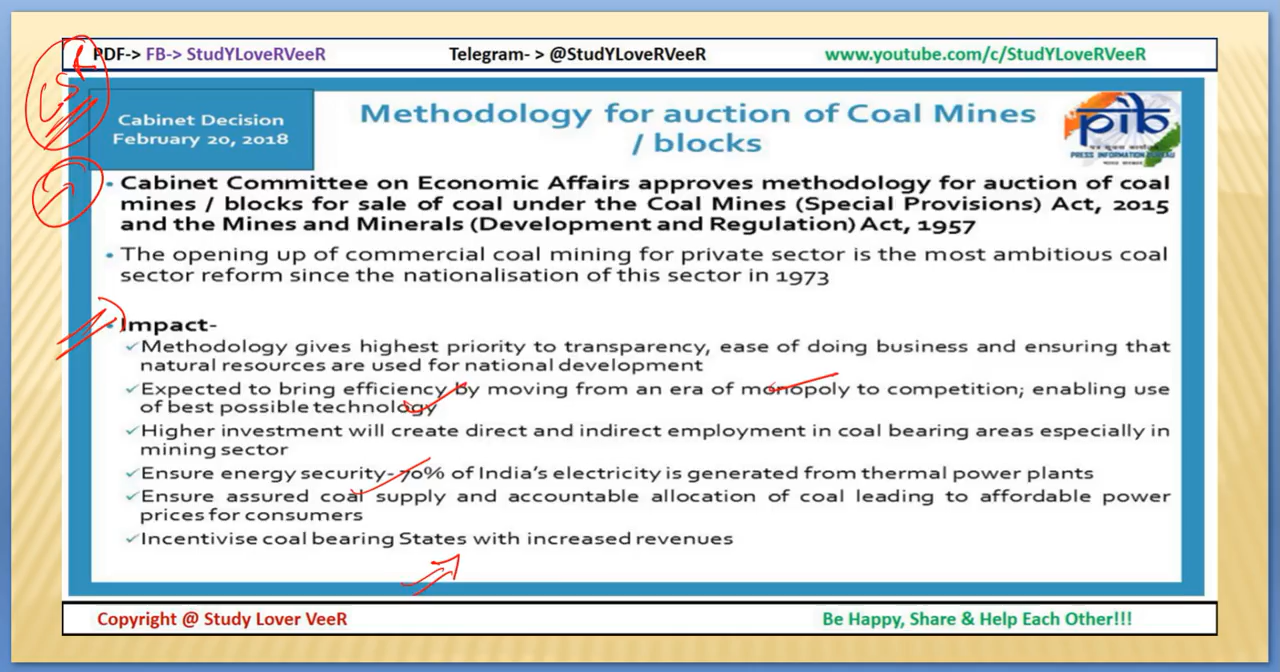 PDF-> FB-> StudYLoveRVeeR
Telegram- > @StudYLoveRVeeR
www.youtube.com/c/StudYLoveRVeeR
Cabinet Decision
February 20, 2018
Methodology for auction of Coal Mines
/ blocks
pib
PRESS INFORMATION BUREAU
• Cabinet Committee on Economic Affairs approves methodology for auction of coal
mines / blocks for sale of coal under the Coal Mines (Special Provisions) Act, 2015
and the Mines and Minerals (Development and Regulation) Act, 1957
• The opening up of commercial coal mining for private sector is the most ambitious coal
sector reform since the nationalisation of this sector in 1973
• Impact-
✓Methodology gives highest priority to transparency, ease of doing business and ensuring that
natural resources are used for national development
✓Expected to bring efficiency by moving from an era of monopoly to competition; enabling use
of best possible technology
✓Higher investment will create direct and indirect employment in coal bearing areas especially in
mining sector
✓Ensure energy security- 70% of India's electricity is generated from thermal power plants
✓Ensure assured coal supply and accountable allocation of coal leading to affordable power
prices for consumers
✓Incentivise coal bearing States with increased revenues
Copyright @ Study Lover VeeR
Be Happy, Share & Help Each Other!!!